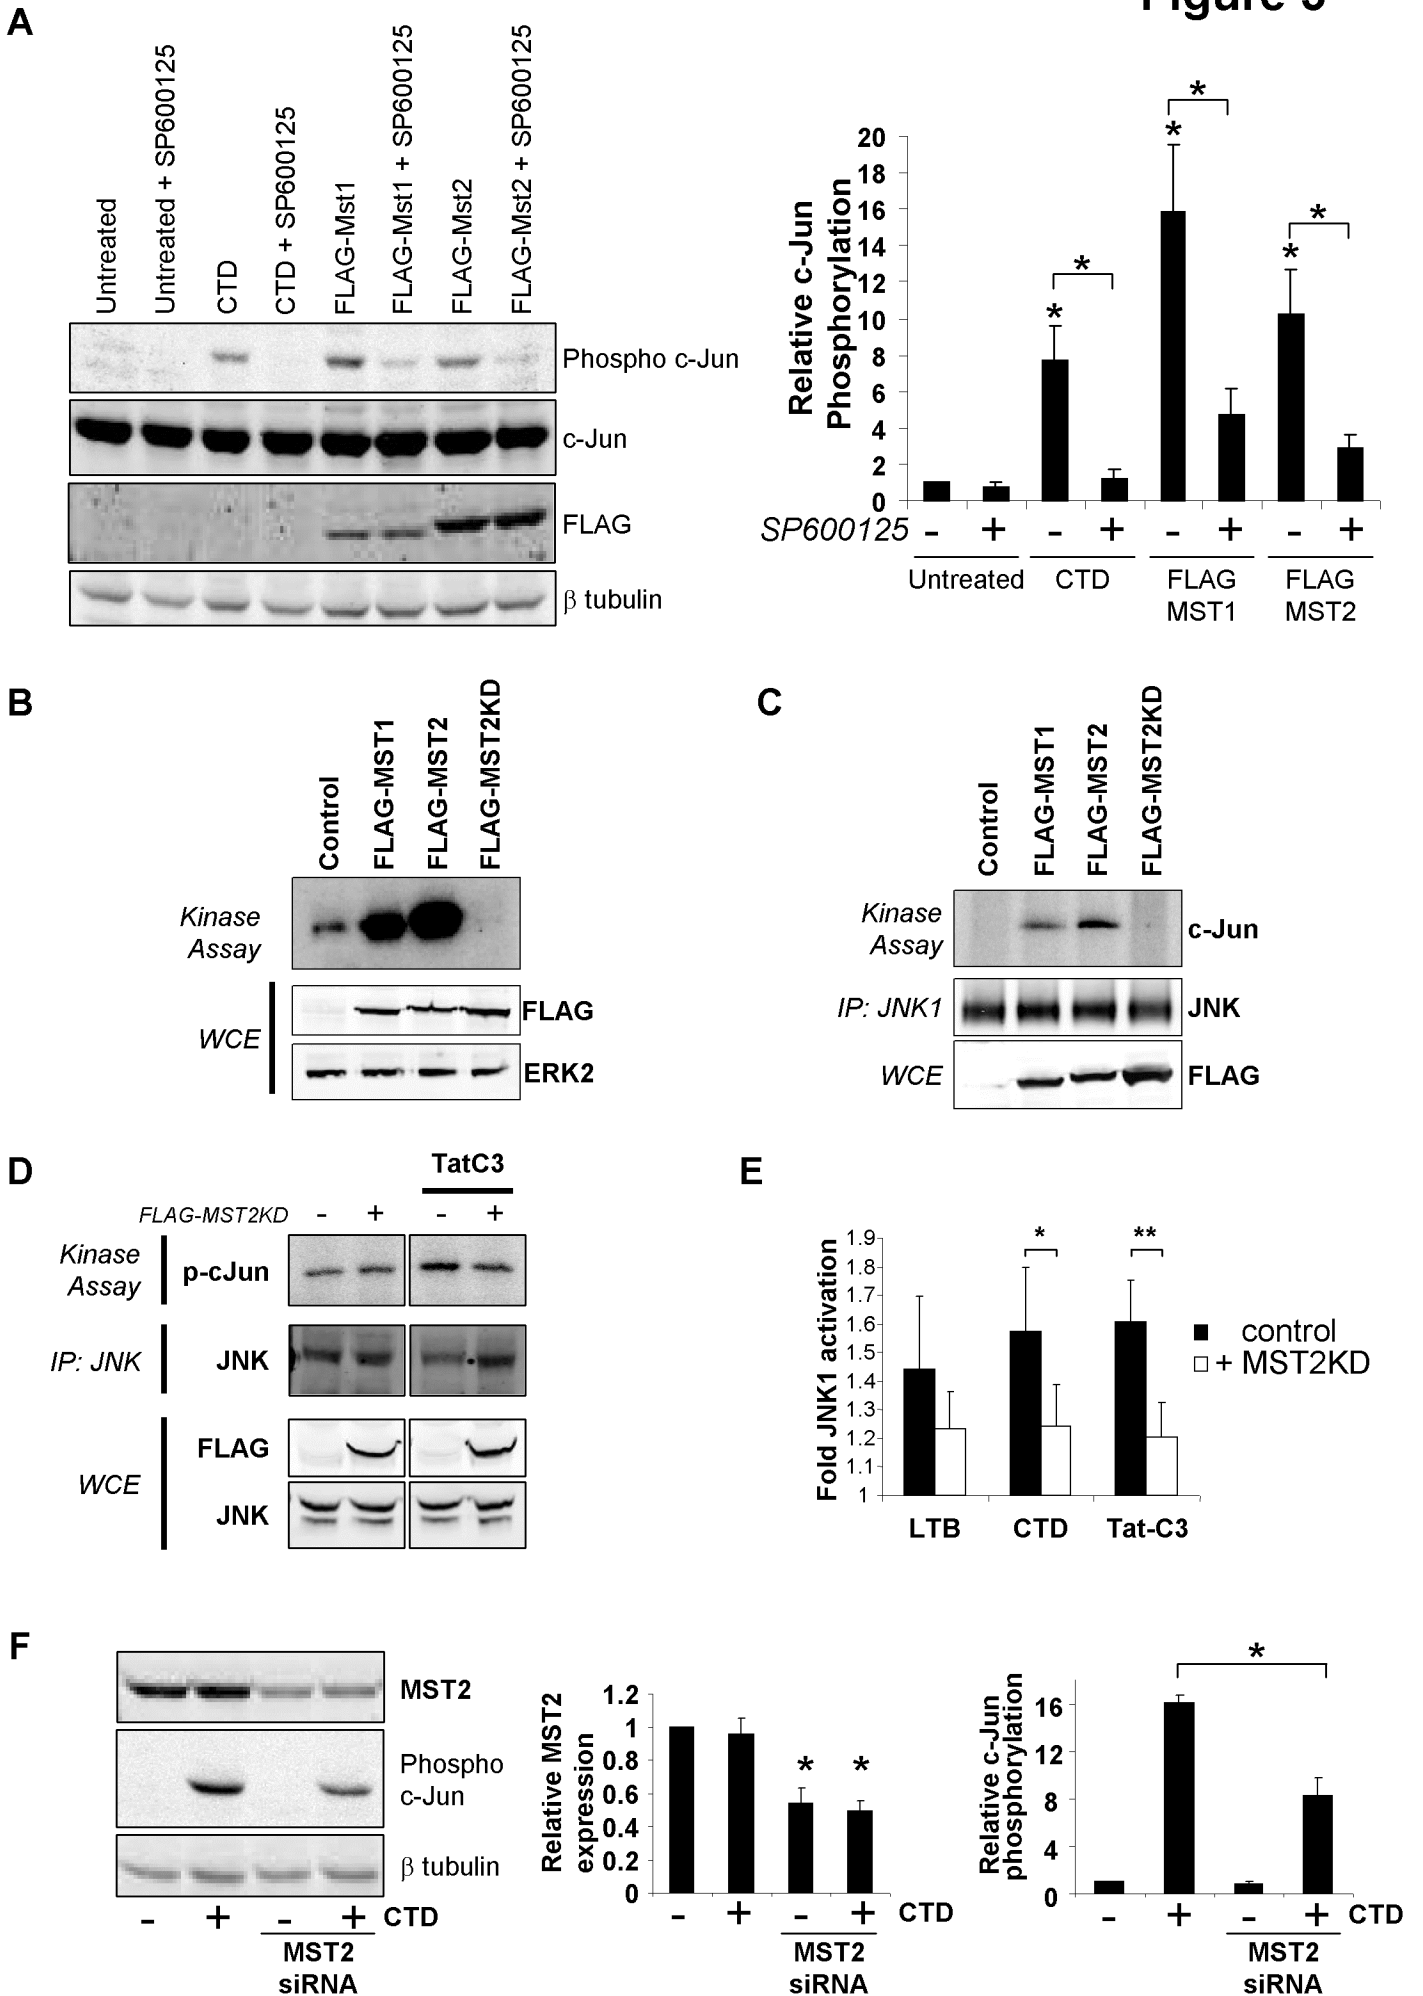 Figure
A
Untreated
Untreated + SP600125
CTD
CTD + SP600125
FLAG-Mst1
FLAG-Mst1 + SP600125
FLAG-Mst2
FLAG-Mst2 + SP600125
Phospho c-Jun
c-Jun
FLAG
β tubulin
Relative c-Jun
Phosphorylation
20
18
16
14
12
10
8
6
4
2
0
*
*
*
*
*
*
SP600125 - + - + - + - +
Untreated CTD FLAG MST1 FLAG MST2
B
Control
FLAG-MST1
FLAG-MST2
FLAG-MST2KD
Kinase
Assay
WCE
FLAG
ERK2
C
Control
FLAG-MST1
FLAG-MST2
FLAG-MST2KD
Kinase
Assay
c-Jun
IP: JNK1
JNK
WCE
FLAG
D
TatC3
FLAG-MST2KD - + - +
Kinase
Assay
p-cJun
IP: JNK
JNK
WCE
FLAG
JNK
E
Fold JNK1 activation
1.9
1.8
1.7
1.6
1.5
1.4
1.3
1.2
1.1
1
*
**
control
+ MST2KD
LTB CTD Tat-C3
F
MST2
Phospho
c-Jun
β tubulin
- + - + CTD
MST2
siRNA
Relative MST2
expression
1.2
1
0.8
0.6
0.4
0.2
0
* *
- + - + CTD
MST2
siRNA
Relative c-Jun
phosphorylation
16
12
8
4
0
*
- + - + CTD
MST2
siRNA